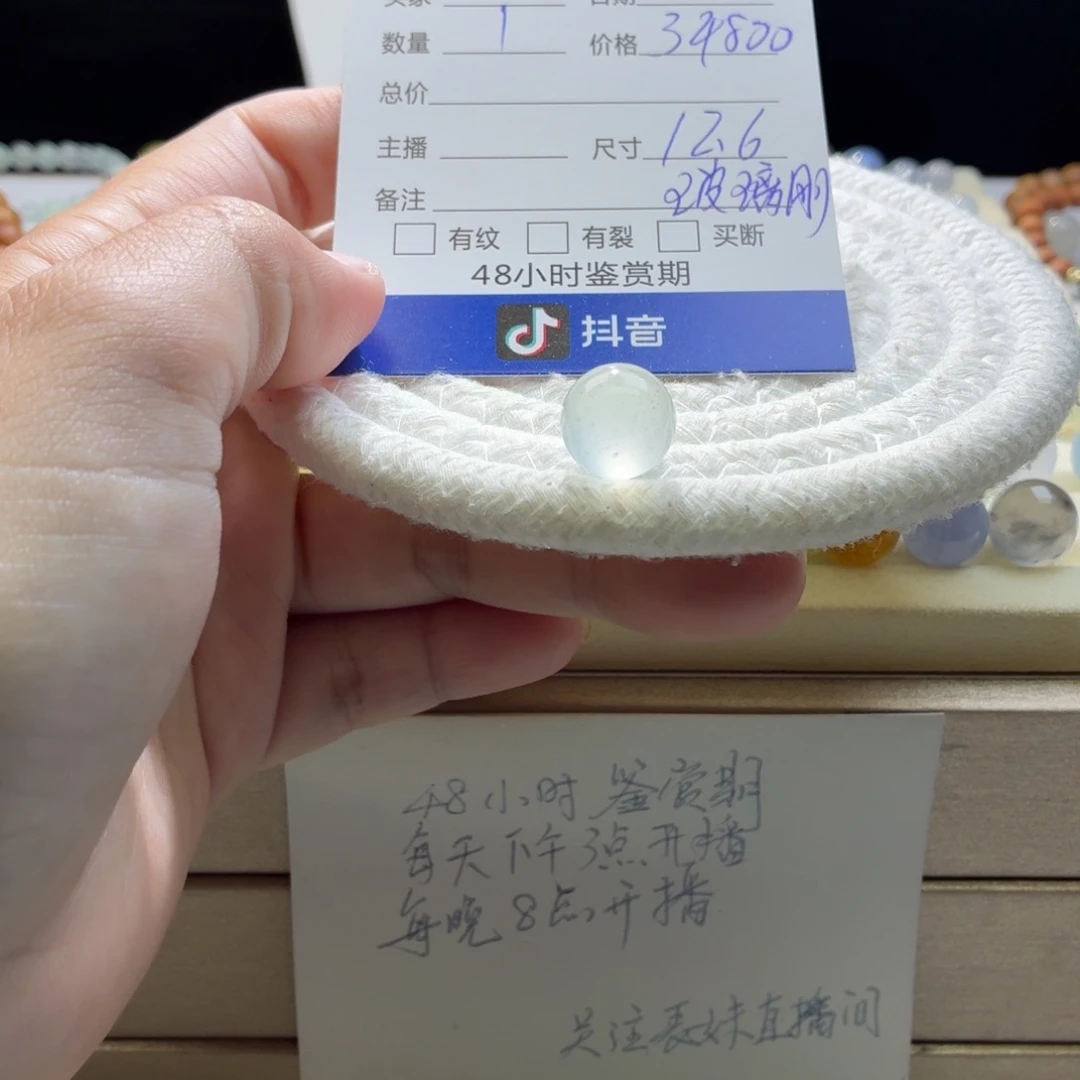 数量 1 价格 34800
总价
主播 尺寸 12.6
备注 玻璃刚
有纹 有裂 买断
48小时鉴赏期
抖音
48小时鉴赏期
每天下午3点开播
每晚8点开播
关注表妹直播间